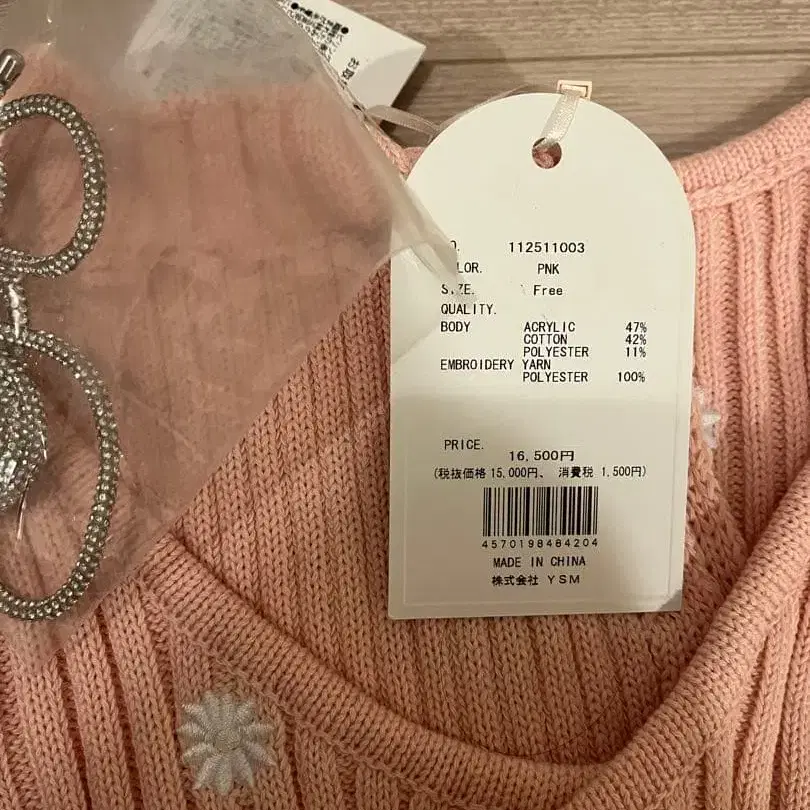 112511003
PNK
SIZE. Free
QUALITY.
BODY ACRYLIC 47%
COTTON 42%
POLYESTER 11%
EMBROIDERY YARN
POLYESTER 100%
PRICE.
16,500円
(税抜価格 15,000円、 消費税 1,500円)
4570198484204
MADE IN CHINA
株式会社 YSM